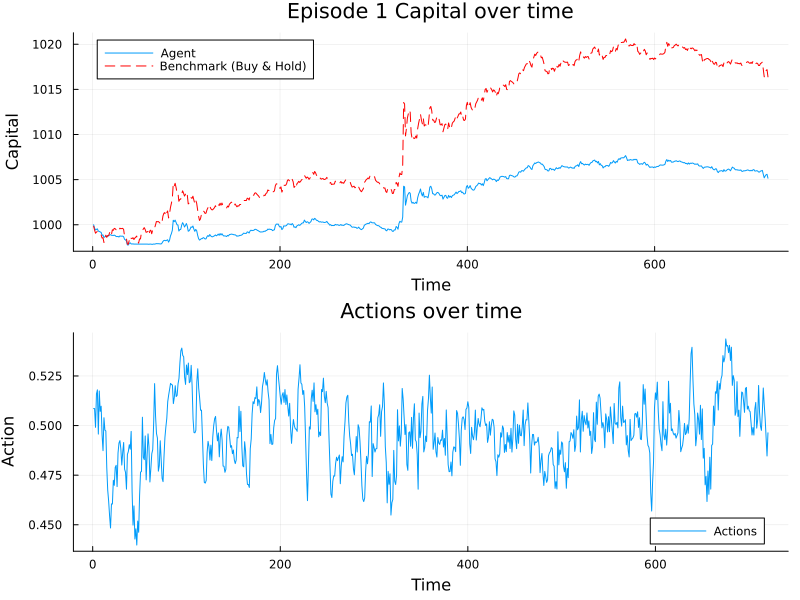 Episode 1 Capital over time
Agent
Benchmark (Buy & Hold)
Capital
1020
1015
1010
1005
1000
0 200 400 600
Time
Actions over time
Action
0.525
0.500
0.475
0.450
Actions
0 200 400 600
Time